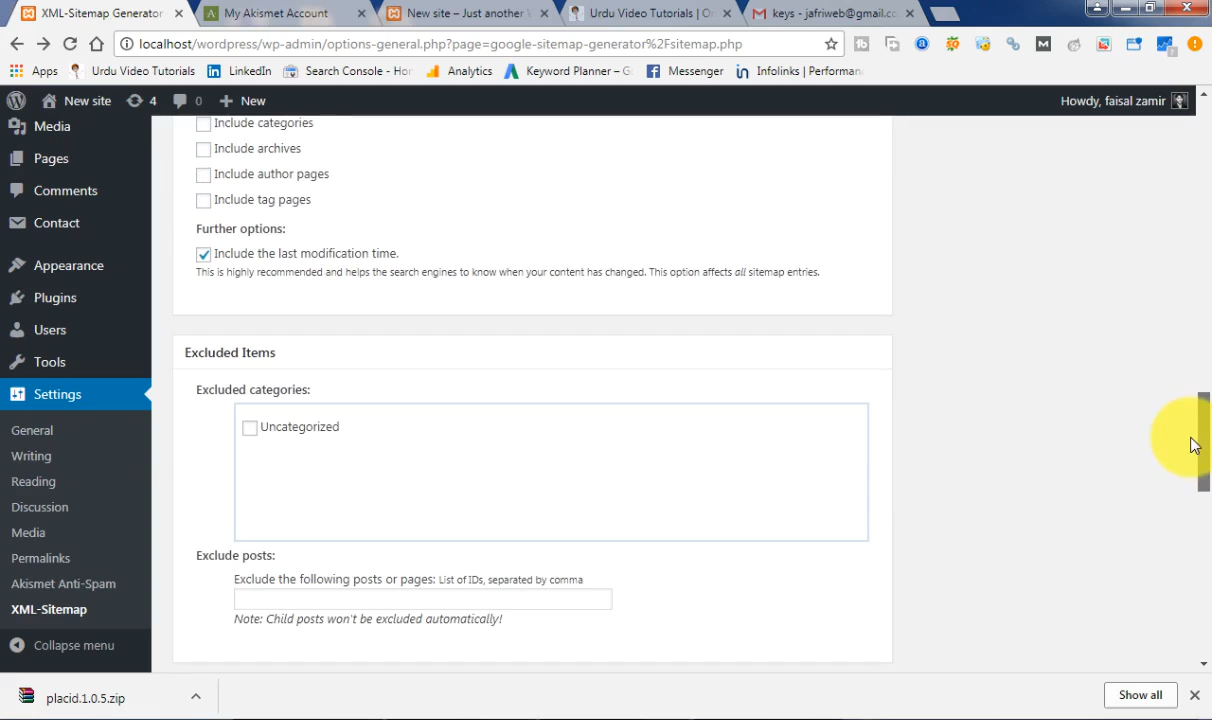 XML-Sitemap Generator
My Akismet Account
New site – Just another
Urdu Video Tutorials | O
keys - jafriweb@gmail.c
localhost/wordpress/wp-admin/options-general.php?page=google-sitemap-generator%2Fsitemap.php
Apps
Urdu Video Tutorials
LinkedIn
Search Console - Ho
Analytics
Keyword Planner – G
Messenger
Infolinks | Performa
New site
4
0
New
Howdy, faisal zamir
Media
Pages
Comments
Contact
Appearance
Plugins
Users
Tools
Settings
General
Writing
Reading
Discussion
Media
Permalinks
Akismet Anti-Spam
XML-Sitemap
Collapse menu
Include categories
Include archives
Include author pages
Include tag pages
Further options:
Include the last modification time.
This is highly recommended and helps the search engines to know when your content has changed. This option affects all sitemap entries.
Excluded Items
Excluded categories:
Uncategorized
Exclude posts:
Exclude the following posts or pages: List of IDs, separated by comma
Note: Child posts won't be excluded automatically!
placid.1.0.5.zip
Show all